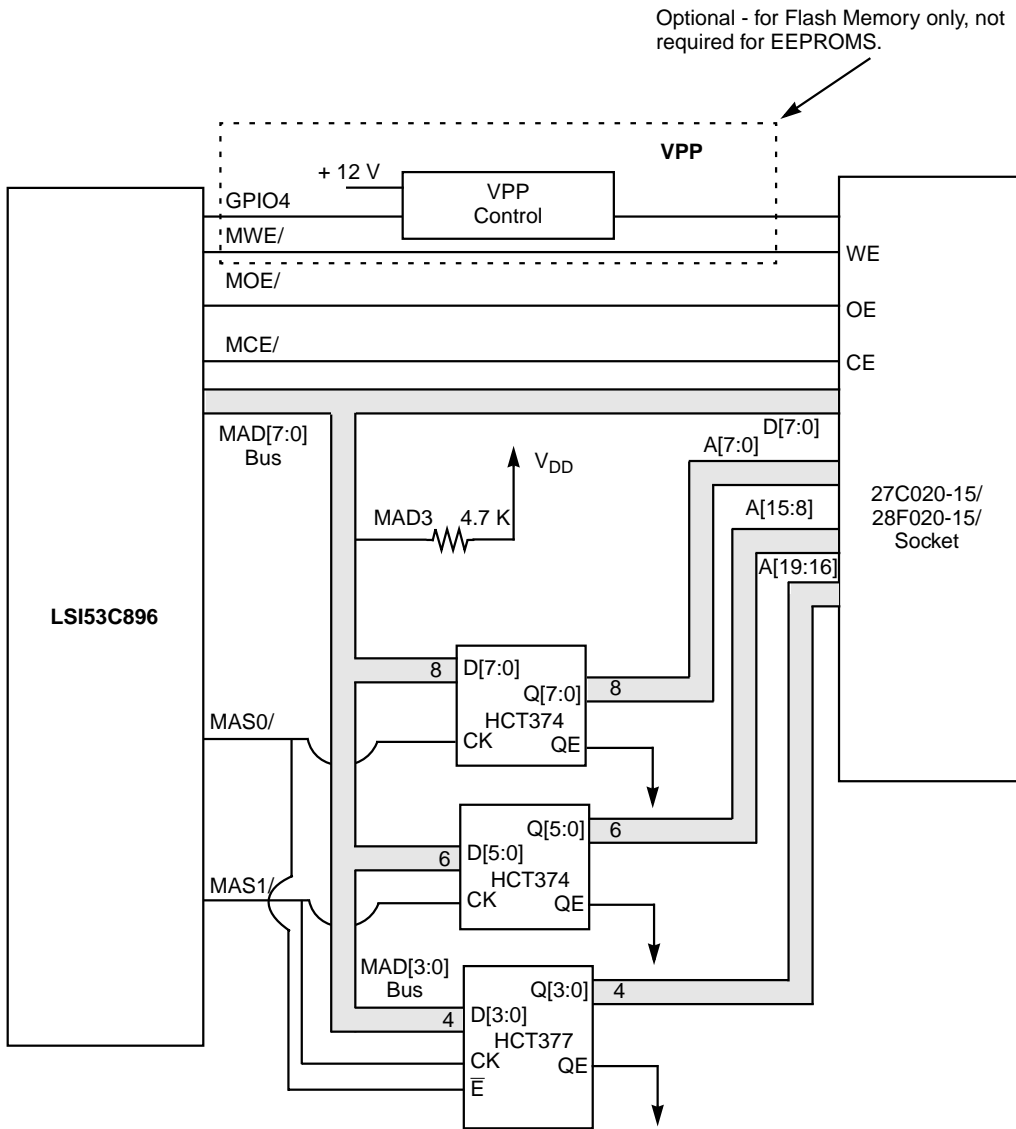 Optional - for Flash Memory only, not
required for EEPROMS.
VPP
+ 12 V
VPP
Control
GPIO4
MWE/
WE
MOE/
OE
MCE/
CE
MAD[7:0]
Bus
D[7:0]
A[7:0]
VDD
MAD3 4.7 K
A[15:8]
27C020-15/
28F020-15/
Socket
A[19:16]
LSI53C896
8
D[7:0]
Q[7:0]
8
HCT374
MAS0/
CK
QE
Q[5:0]
6
6
D[5:0]
HCT374
MAS1/
CK
QE
MAD[3:0]
Bus
Q[3:0]
4
4
D[3:0]
HCT377
CK
QE
E